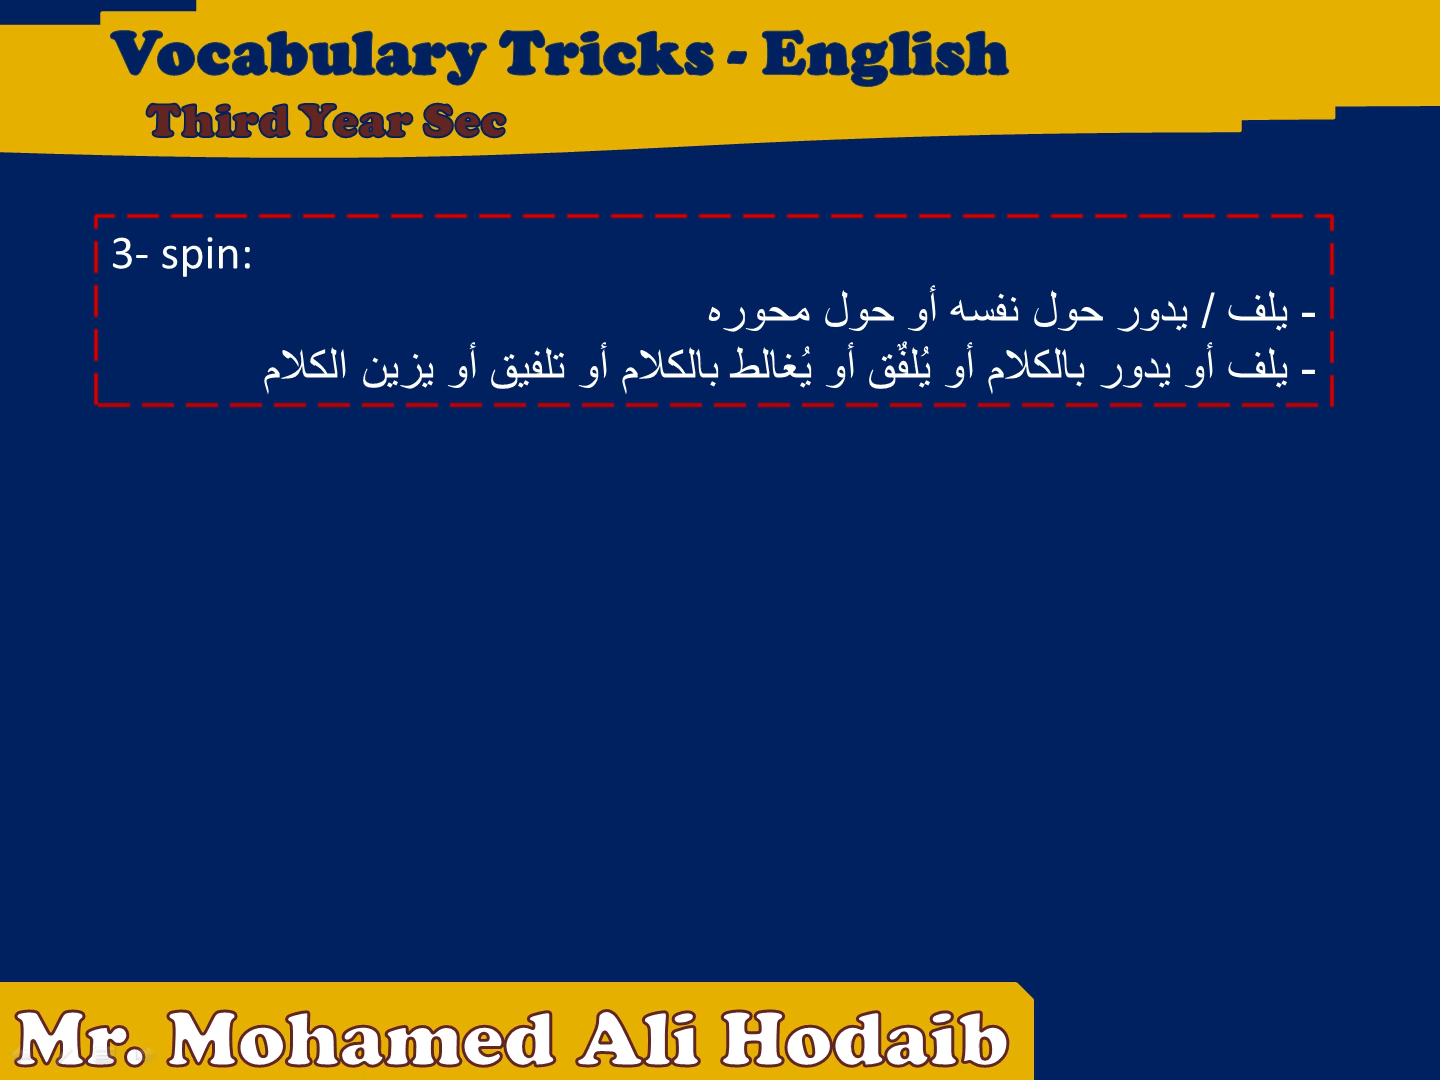 Vocabulary Tricks - English
Third Year Sec
3- spin:
- يلف / يدور حول نفسه أو حول محوره
- يلف أو يدور بالكلام أو يُلفٌق أو يُغالط بالكلام أو تلفيق أو يزين الكلام
Mr. Mohamed Ali Hodaib